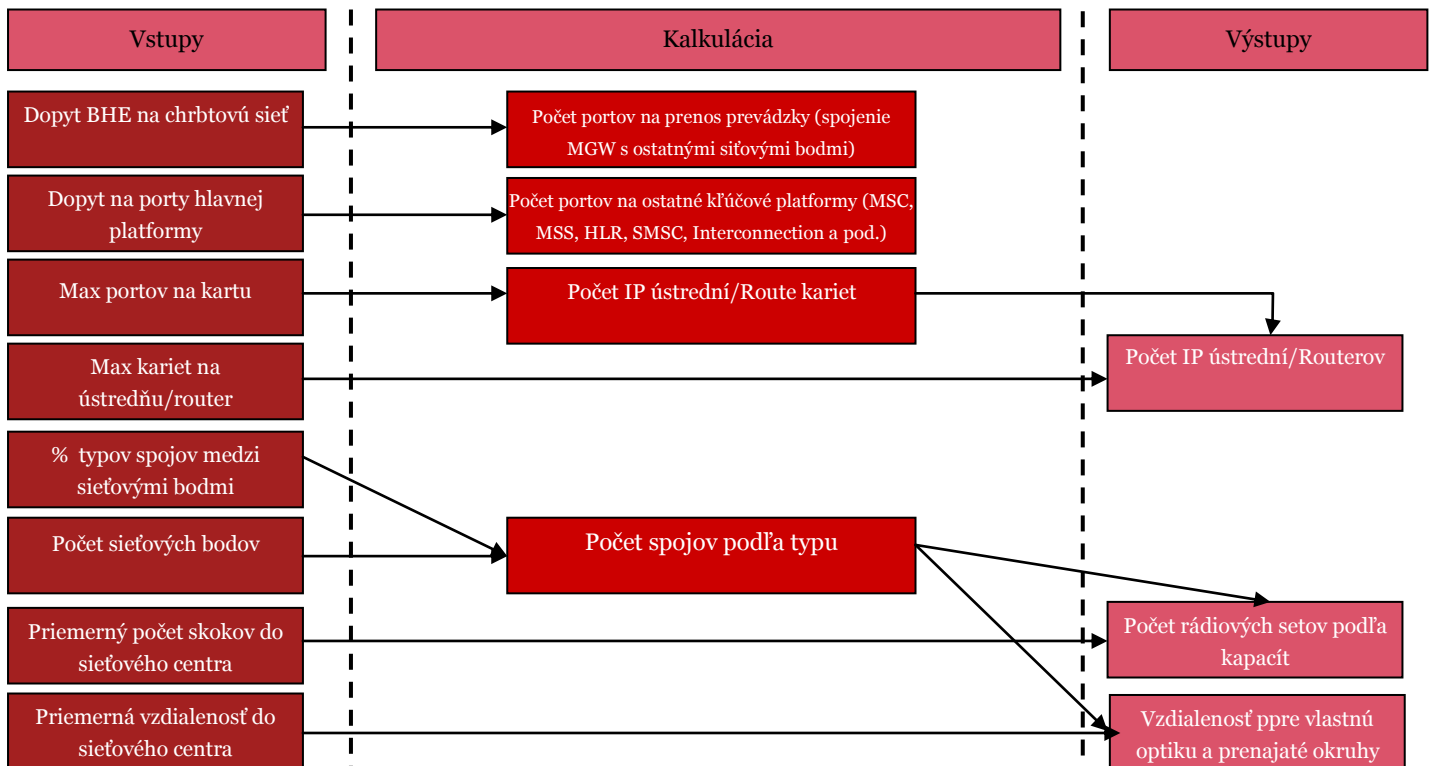 Vstupy
Kalkulácia
Výstupy
Dopyt BHE na chrbtovú sieť
Počet portov na prenos prevádzky (spojenie
MGW s ostatnými siťovými bodmi)
Dopyt na porty hlavnej
platformy
Počet portov na ostatné kľúčové platformy (MSC,
MSS, HLR, SMSC, Interconnection a pod.)
Max portov na kartu
Počet IP ústrední/Route kariet
Max kariet na
ústredňu/router
Počet IP ústrední/Routerov
% typov spojov medzi
sieťovými bodmi
Počet sieťových bodov
Počet spojov podľa typu
Priemerný počet skokov do
sieťového centra
Počet rádiových setov podľa
kapacít
Priemerná vzdialenosť do
sieťového centra
Vzdialenosť ppre vlastnú
optiku a prenajaté okruhy